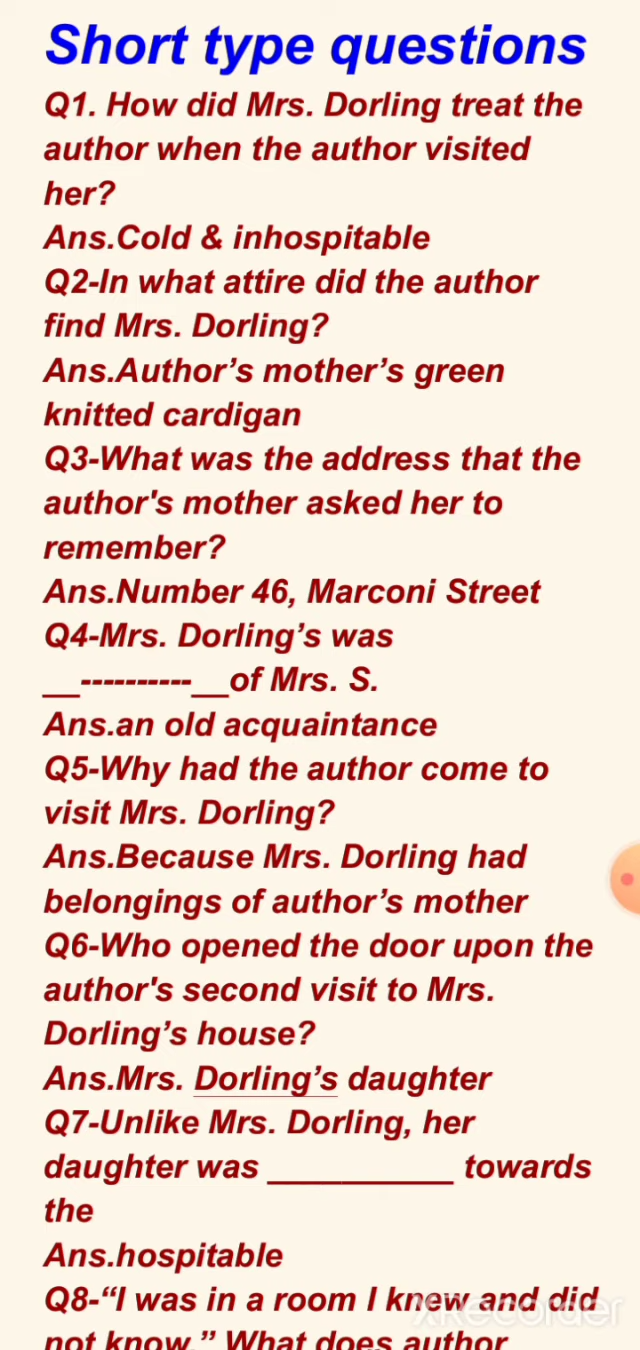 Short type questions
Q1. How did Mrs. Dorling treat the
author when the author visited
her?
Ans.Cold & inhospitable
Q2-In what attire did the author
find Mrs. Dorling?
Ans.Author’s mother’s green
knitted cardigan
Q3-What was the address that the
author's mother asked her to
remember?
Ans.Number 46, Marconi Street
Q4-Mrs. Dorling’s was
__----------__of Mrs. S.
Ans.an old acquaintance
Q5-Why had the author come to
visit Mrs. Dorling?
Ans.Because Mrs. Dorling had
belongings of author’s mother
Q6-Who opened the door upon the
author's second visit to Mrs.
Dorling’s house?
Ans.Mrs. Dorling’s daughter
Q7-Unlike Mrs. Dorling, her
daughter was __________ towards
the
Ans.hospitable
Q8-“I was in a room I knew and did
not know.” What does author
XRecorder